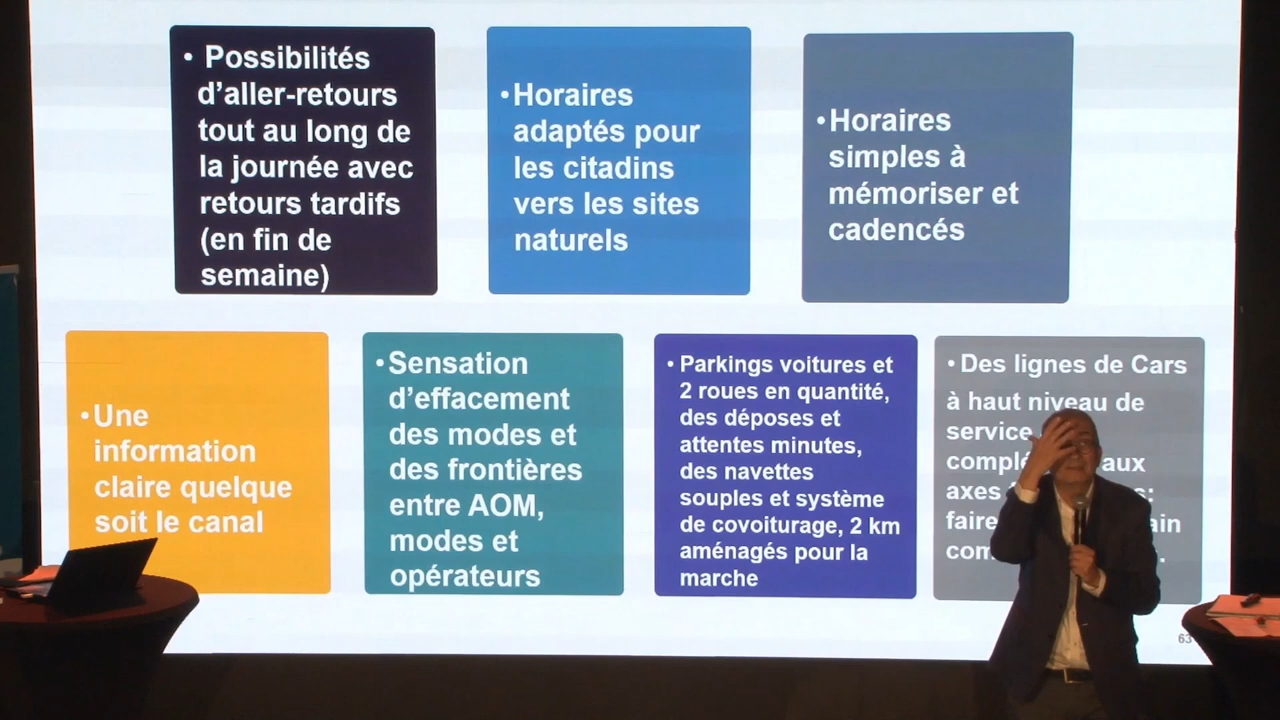 • Possibilités
d’aller-retours
tout au long de
la journée avec
retours tardifs
(en fin de
semaine)
•Horaires
adaptés pour
les citadins
vers les sites
naturels
•Horaires
simples à
mémoriser et
cadencés
•Une
information
claire quelque
soit le canal
•Sensation
d’effacement
des modes et
des frontières
entre AOM,
modes et
opérateurs
• Parkings voitures et
2 roues en quantité,
des déposes et
attentes minutes,
des navettes
souples et système
de covoiturage, 2 km
aménagés pour la
marche
• Des lignes de Cars
à haut niveau de
service
aux
axes
faire
63